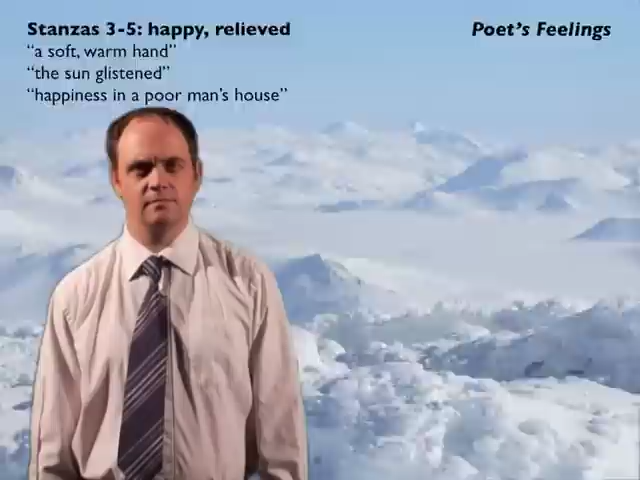 Stanzas 3-5: happy, relieved
Poet's Feelings
“a soft, warm hand”
“the sun glistened”
“happiness in a poor man's house”